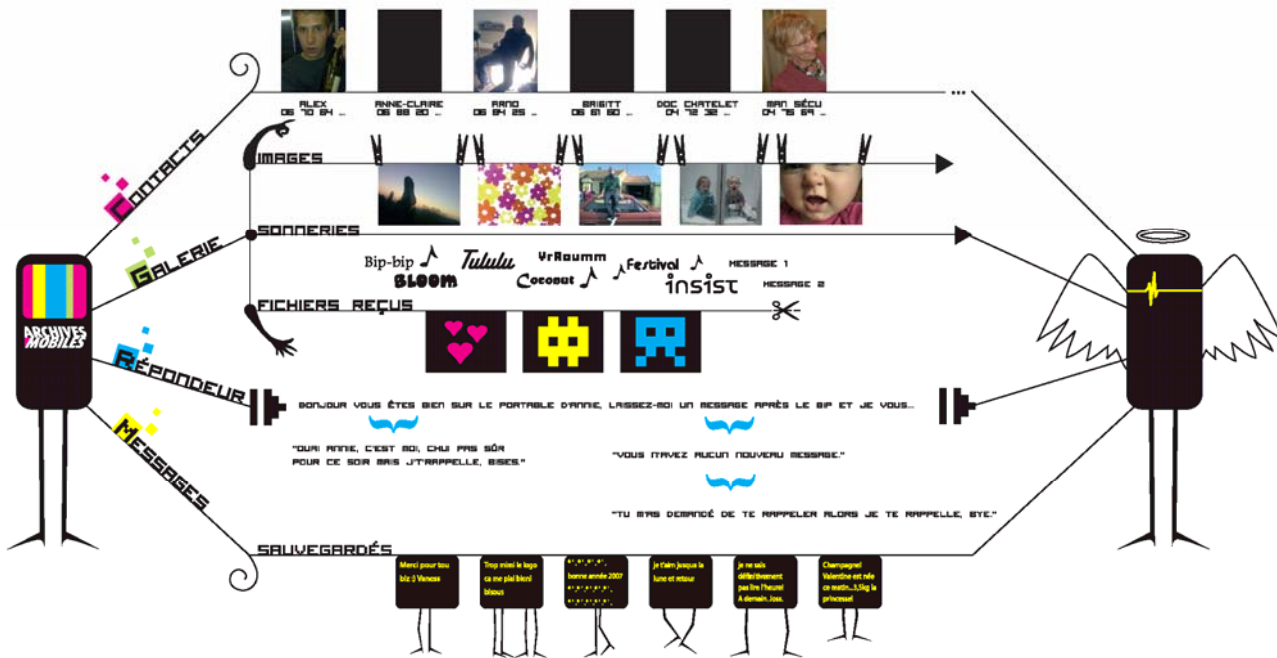 ALEX
06 70 64 ...
ANNE-CLAIRE
06 68 20 ...
ARNO
06 84 25 ...
BRIGITT
06 61 60 ...
DOC CHATELET
04 72 32 ...
MAN SÉCU
04 75 69 ...
...
CONTACTS
IMAGES
GALERIE
SONNERIES
Bip-bip
Tululu
VrRoumm
Festival
MESSAGE 1
BLOOM
Cocosut
insist
MESSAGE 2
FICHIERS REÇUS
ARCHIVES
MOBILES
RÉPONDEUR
BONJOUR VOUS ÊTES BIEN SUR LE PORTABLE D'ANNIE, LAISSEZ-MOI UN MESSAGE APRÈS LE BIP ET JE VOUS...
"OUAI ANNIE, C'EST MOI, CHUI PAS SÛR
POUR CE SOIR MAIS J'TRAPPELLE, BISES."
"VOUS N'AVEZ AUCUN NOUVEAU MESSAGE."
"TU M'AS DEMANDÉ DE TE RAPPELER ALORS JE TE RAPPELLE, BYE."
MESSAGES
SAUVEGARDÉS
Merci pour tou
biz :) Vaness
Trop mimi le logo
ca me plai bien!
bisous
bonne année 2007
je t'aim jusqua la
lune et retour
je ne sais
définitivement
pas lire l'heure!
A demain. Joss.
Champagne!
Valentine est née
ce matin...3,5kg la
princesse!